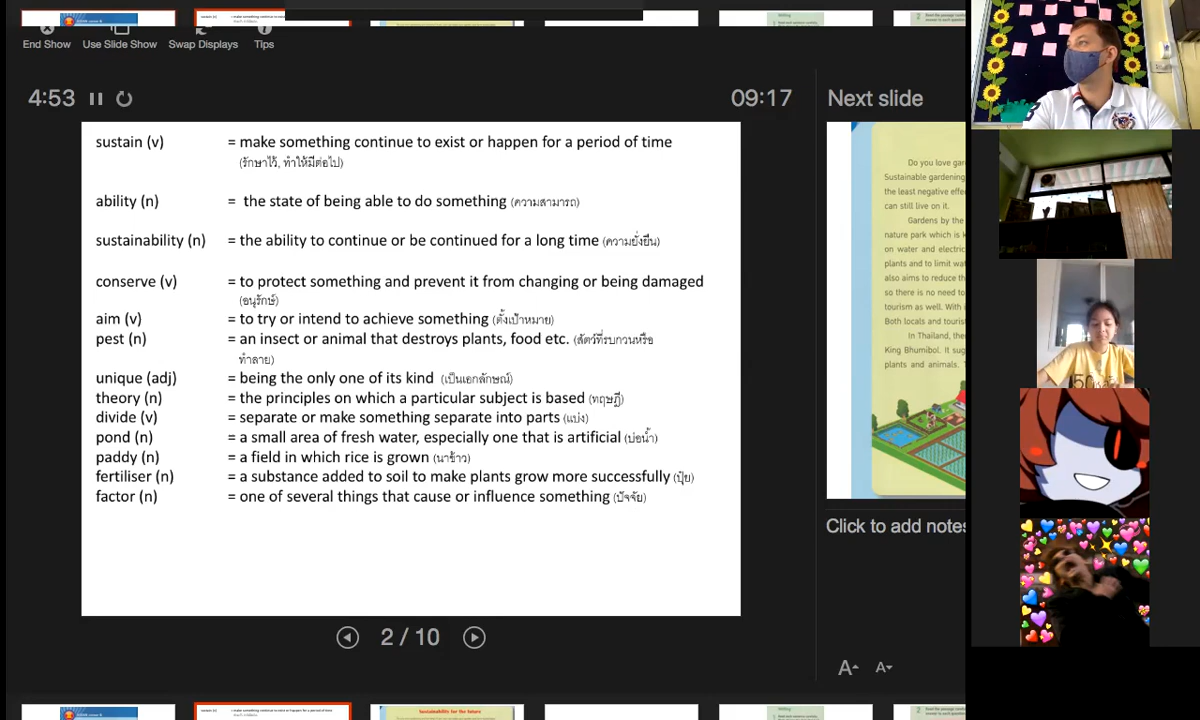 End Show Use Slide Show Swap Displays Tips
4:53
09:17
Next slide
sustain (v) = make something continue to exist or happen for a period of time
(รักษาไว้, ทำให้มีต่อไป)
ability (n) = the state of being able to do something (ความสามารถ)
sustainability (n) = the ability to continue or be continued for a long time (ความยั่งยืน)
conserve (v) = to protect something and prevent it from changing or being damaged
(อนุรักษ์)
aim (v) = to try or intend to achieve something (ตั้งเป้าหมาย)
pest (n) = an insect or animal that destroys plants, food etc. (สัตว์ที่รบกวนหรือ
ทำลาย)
unique (adj) = being the only one of its kind (เป็นเอกลักษณ์)
theory (n) = the principles on which a particular subject is based (ทฤษฎี)
divide (v) = separate or make something separate into parts (แบ่ง)
pond (n) = a small area of fresh water, especially one that is artificial (บ่อน้ำ)
paddy (n) = a field in which rice is grown (นาข้าว)
fertiliser (n) = a substance added to soil to make plants grow more successfully (ปุ๋ย)
factor (n) = one of several things that cause or influence something (ปัจจัย)
Do you love gar
Sustainable gardening
the least negative effe
can still live on it.
Gardens by the
nature park which is k
on water and electric
plants and to limit wat
also aims to reduce th
so there is no need to
tourism as well. With
Both locals and touris
In Thailand, the
King Bhumibol. It sug
plants and animals.
Click to add notes
2 / 10
A A
Sustainability for the future